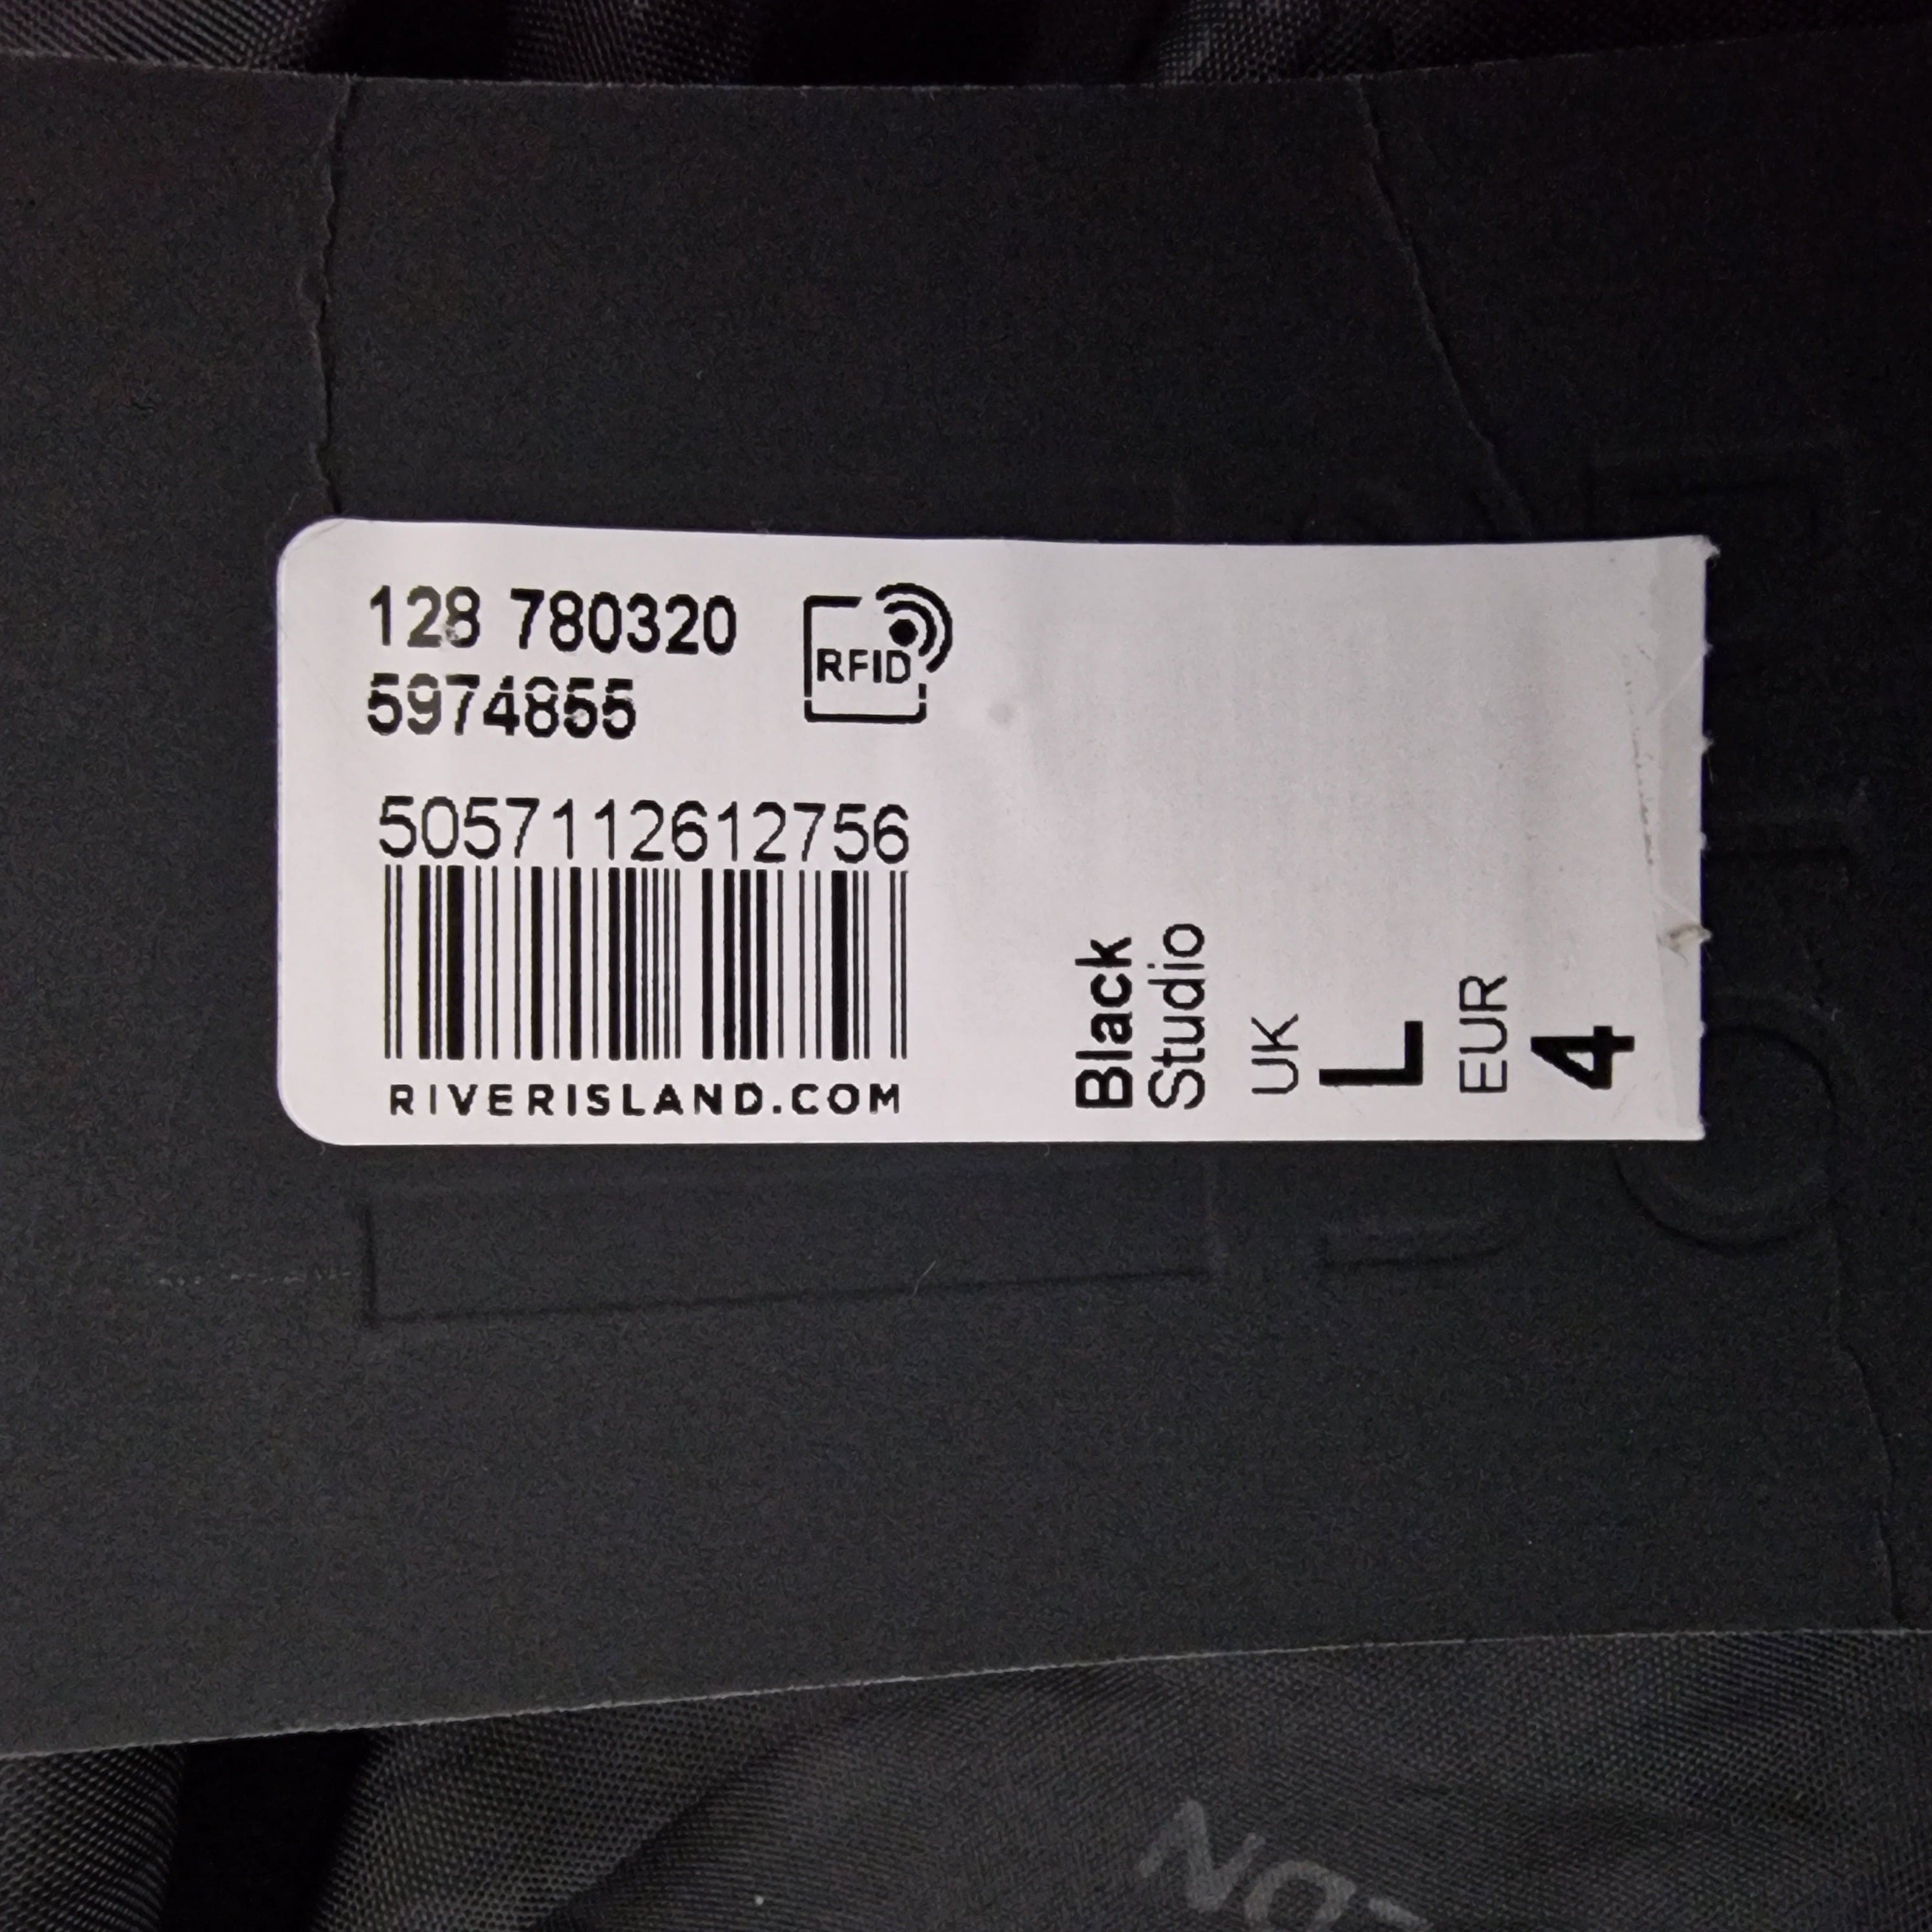 128 780320
5974855
RFID
5057112612756
RIVERISLAND.COM
Black
Studio
UK
L
EUR
4